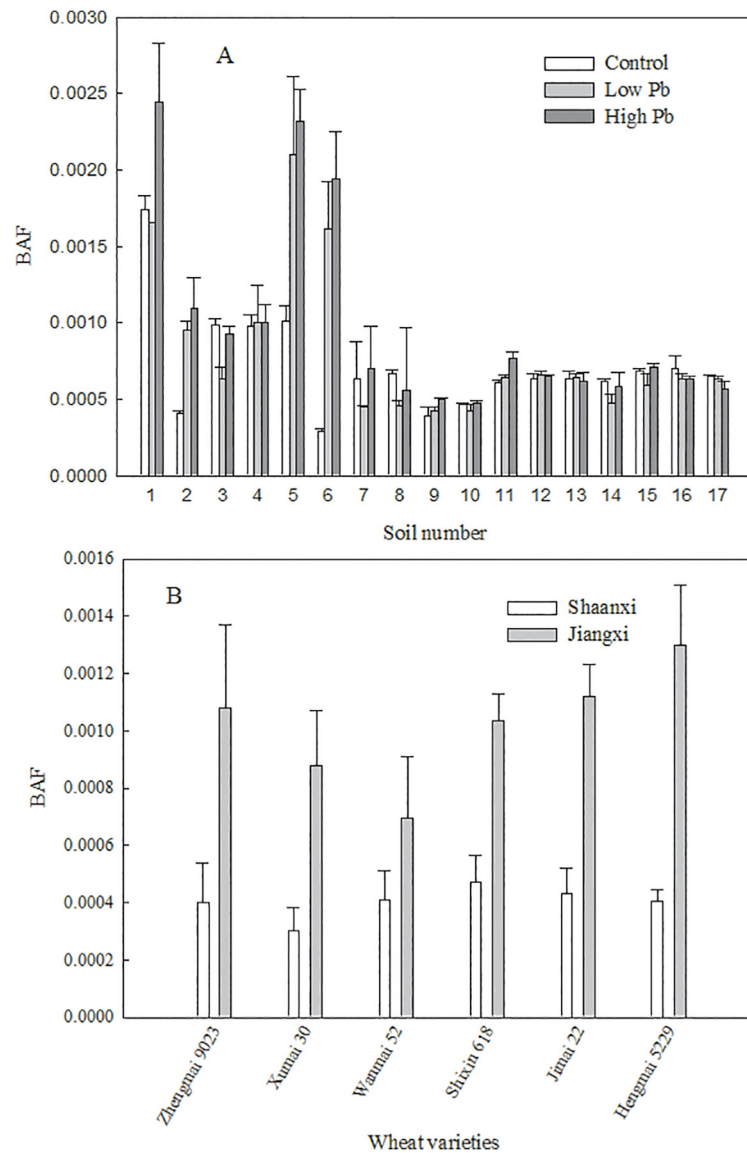 0.0030
A
Control
0.0025
Low Pb
High Pb
0.0020
BAF
0.0015
0.0010
0.0005
0.0000
1 2 3 4 5 6 7 8 9 10 11 12 13 14 15 16 17
Soil number
0.0016
B
Shaanxi
0.0014
Jiangxi
0.0012
0.0010
BAF
0.0008
0.0006
0.0004
0.0002
0.0000
Zhengmai 9023
Xumai 30
Wanmai 52
Shixin 618
Jimai 22
Hengmai 5229
Wheat varieties